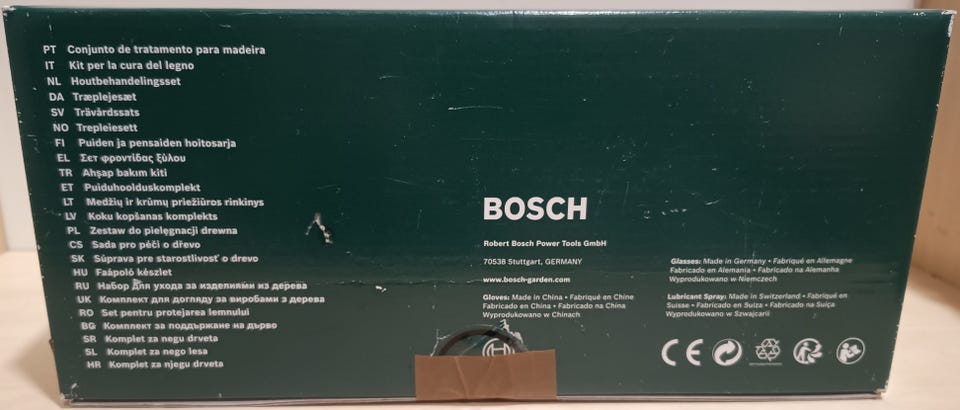 PT Conjunto de tratamento para madeira
IT Kit per la cura del legno
NL Houtbehandelingsset
DA Træplejesæt
SV Trävårdssats
NO Trepleiesett
FI Puiden ja pensaiden hoitosarja
EL Σετ φροντίδας ξύλου
TR Ahşap bakım kiti
ET Puiduhoolduskomplekt
LT Medžių ir krūmų priežiūros rinkinys
LV Koku kopšanas komplekts
PL Zestaw do pielęgnacji drewna
CS Sada pro péči o dřevo
SK Súprava pre starostlivosť o drevo
HU Faápoló készlet
RU Набор для ухода за изделиями из дерева
UK Комплект для догляду за виробами з дерева
RO Set pentru protejarea lemnului
BG Комплект за поддържане на дърво
SR Komplet za negu drveta
SL Komplet za nego lesa
HR Komplet za njegu drveta
BOSCH
Robert Bosch Power Tools GmbH
70538 Stuttgart, GERMANY
www.bosch-garden.com
Gloves: Made in China • Fabriqué en Chine
Fabricado en China • Fabricado na China
Wyprodukowano w Chinach
Glasses: Made in Germany • Fabriqué en Allemagne
Fabricado en Alemania • Fabricado na Alemanha
Wyprodukowano w Niemczech
Lubricant Spray: Made in Switzerland • Fabriqué en
Suisse • Fabricado en Suiza • Fabricado na Suíça
Wyprodukowano w Szwajcarii
CE